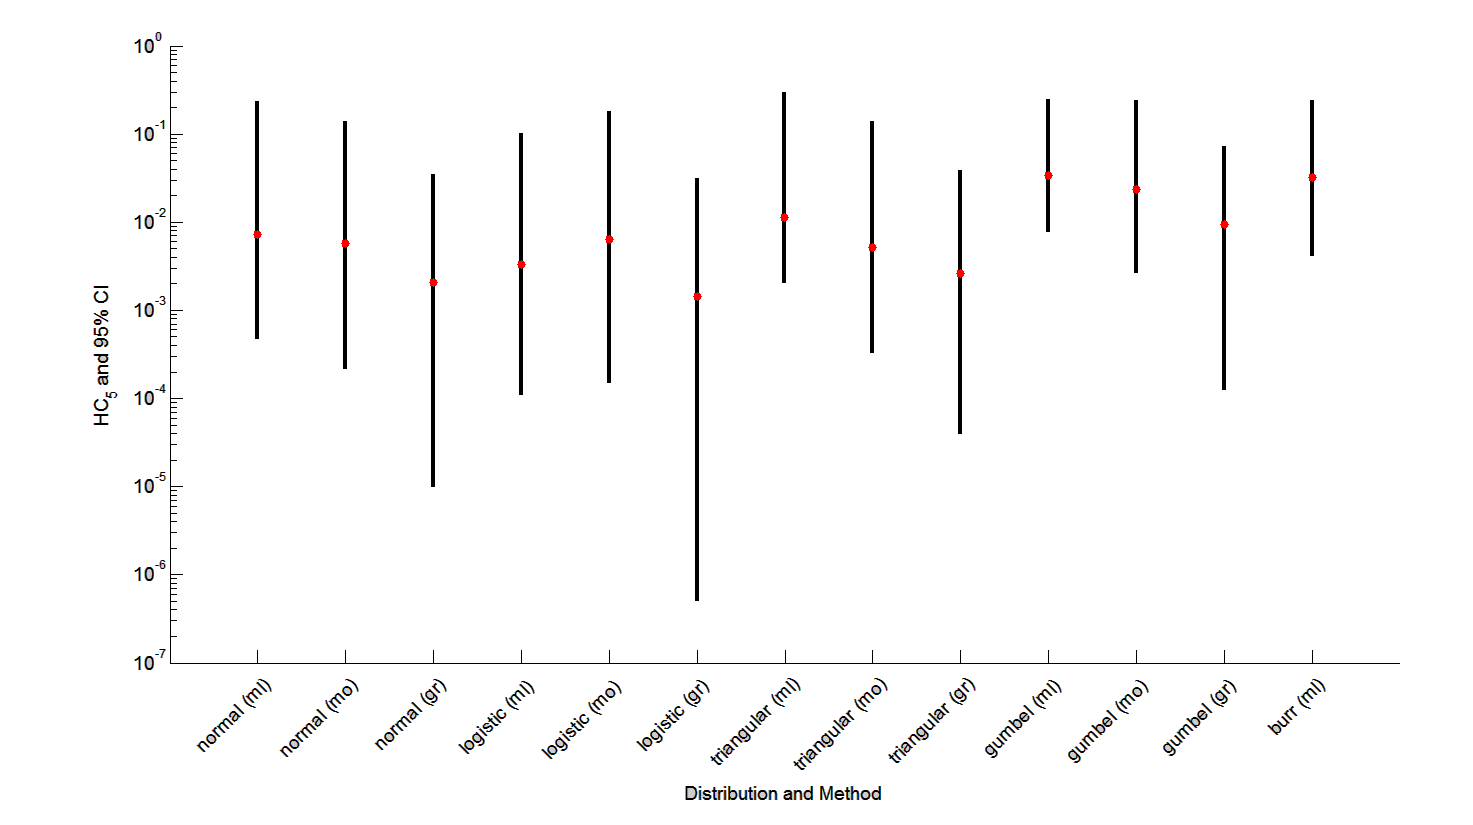 10^0
10^-1
10^-2
10^-3
10^-4
10^-5
10^-6
10^-7
HC_5 and 95% CI
normal (ml)
normal (mo)
normal (gr)
logistic (ml)
logistic (mo)
logistic (gr)
triangular (ml)
triangular (mo)
triangular (gr)
gumbel (ml)
gumbel (mo)
gumbel (gr)
burr (ml)
Distribution and Method